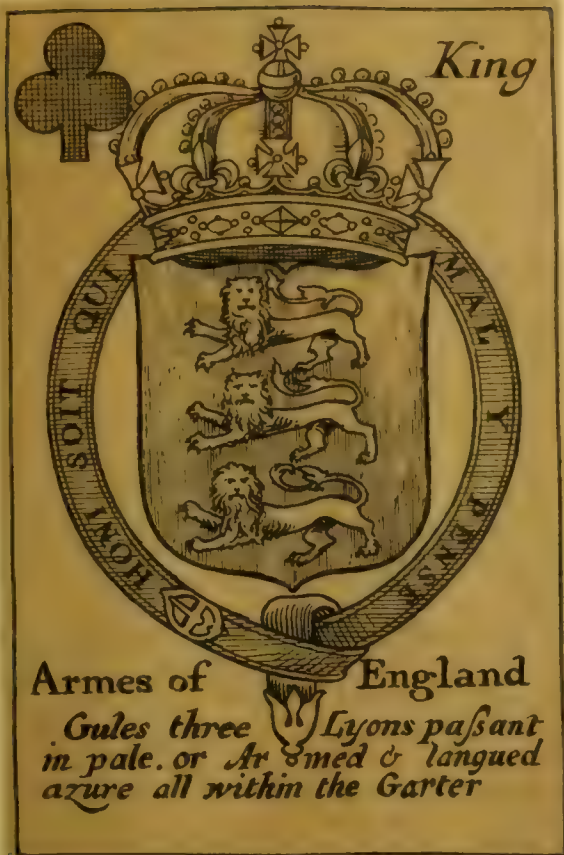 King
HONI SOIT QUI MAL Y PENSE
Armes of England
Gules three Lyons paſsant
in pale. or Armed & langued
azure all within the Garter